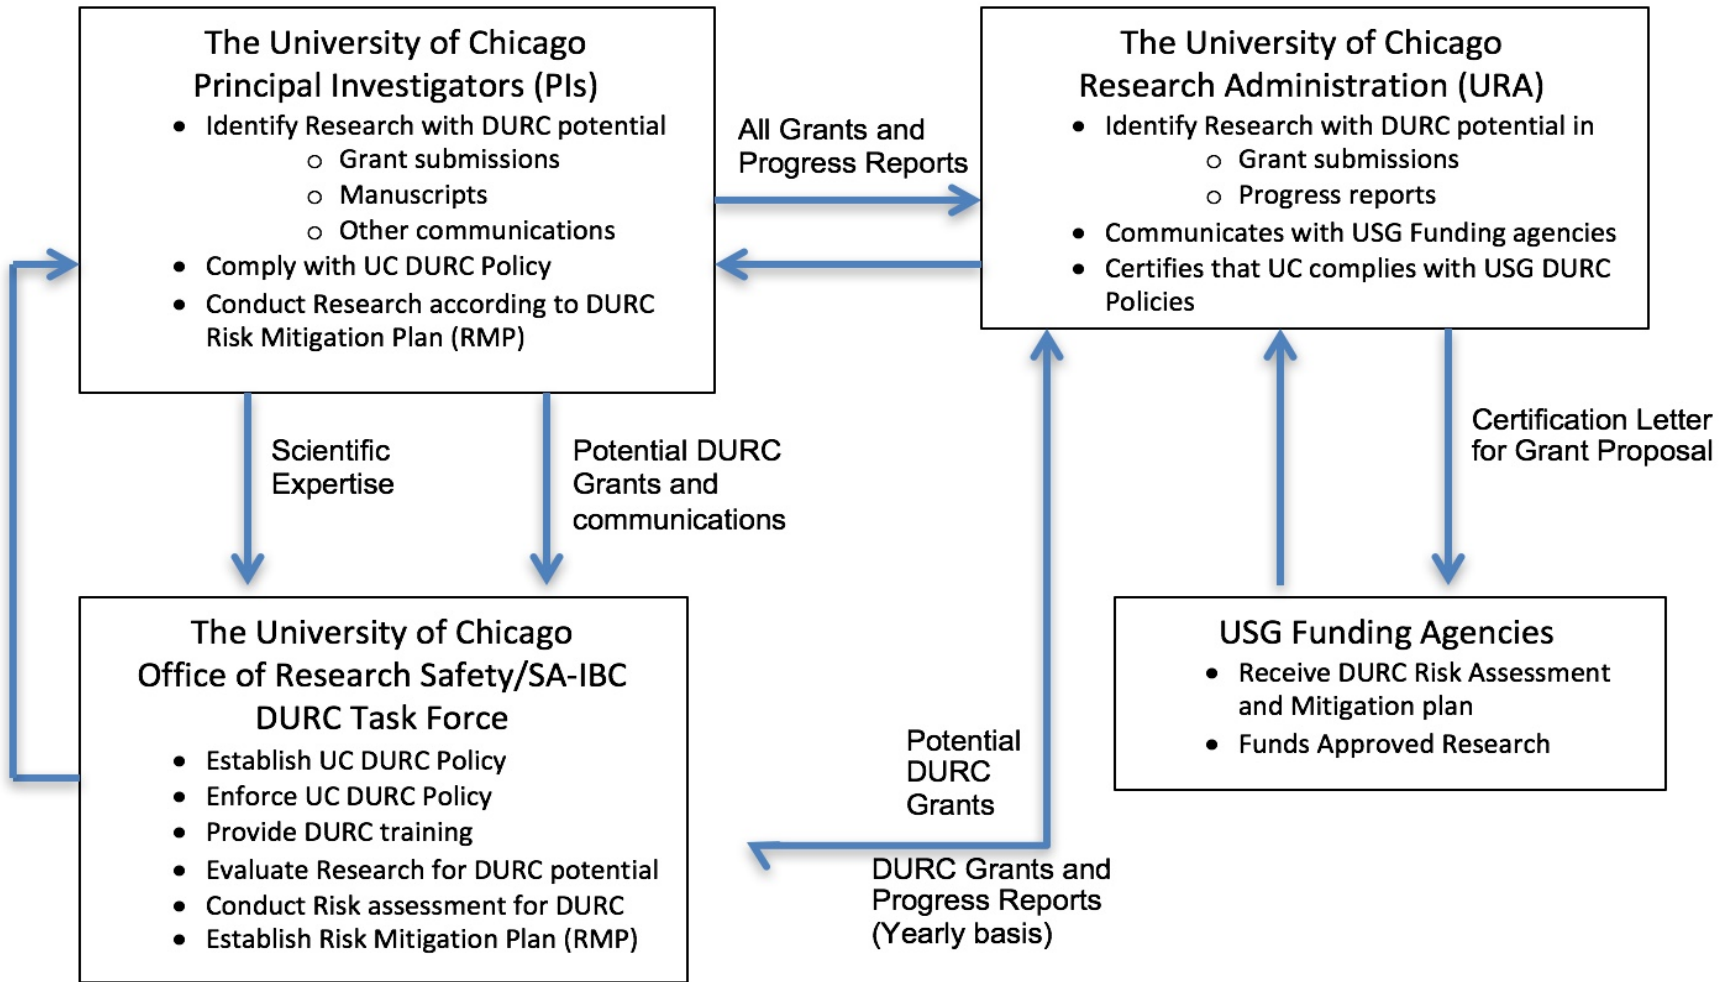 The University of Chicago
Principal Investigators (PIs)
• Identify Research with DURC potential
o Grant submissions
o Manuscripts
o Other communications
• Comply with UC DURC Policy
• Conduct Research according to DURC
Risk Mitigation Plan (RMP)
All Grants and
Progress Reports
The University of Chicago
Research Administration (URA)
• Identify Research with DURC potential in
o Grant submissions
o Progress reports
• Communicates with USG Funding agencies
• Certifies that UC complies with USG DURC
Policies
Scientific
Expertise
Potential DURC
Grants and
communications
Certification Letter
for Grant Proposal
The University of Chicago
Office of Research Safety/SA-IBC
DURC Task Force
• Establish UC DURC Policy
• Enforce UC DURC Policy
• Provide DURC training
• Evaluate Research for DURC potential
• Conduct Risk assessment for DURC
• Establish Risk Mitigation Plan (RMP)
Potential
DURC
Grants
DURC Grants and
Progress Reports
(Yearly basis)
USG Funding Agencies
• Receive DURC Risk Assessment
and Mitigation plan
• Funds Approved Research